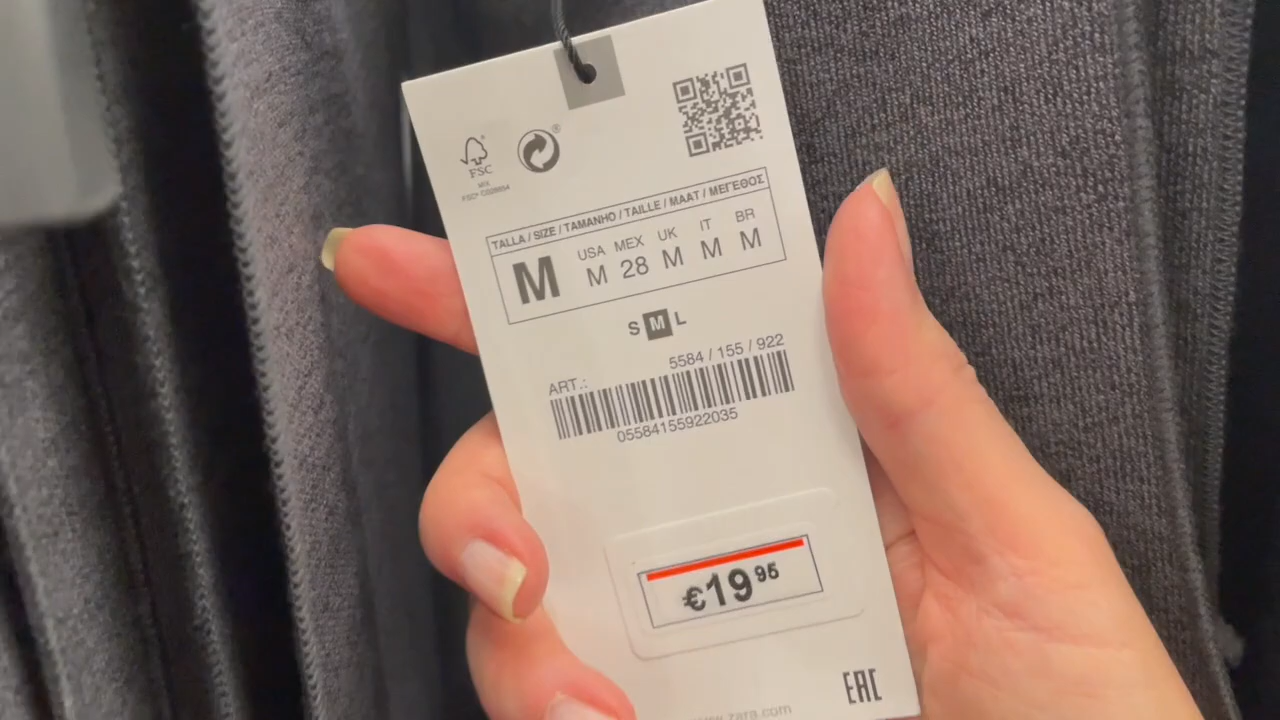 FSC
MIX
TALLA / SIZE / TAMANHO / TAILLE / MAAT / ΜΕΓΕΘΟΣ
M
USA MEX UK IT BR
M 28 M M M
S M L
5584 / 155 / 922
ART.:
05584155922035
€19 95
EAC
zara.com